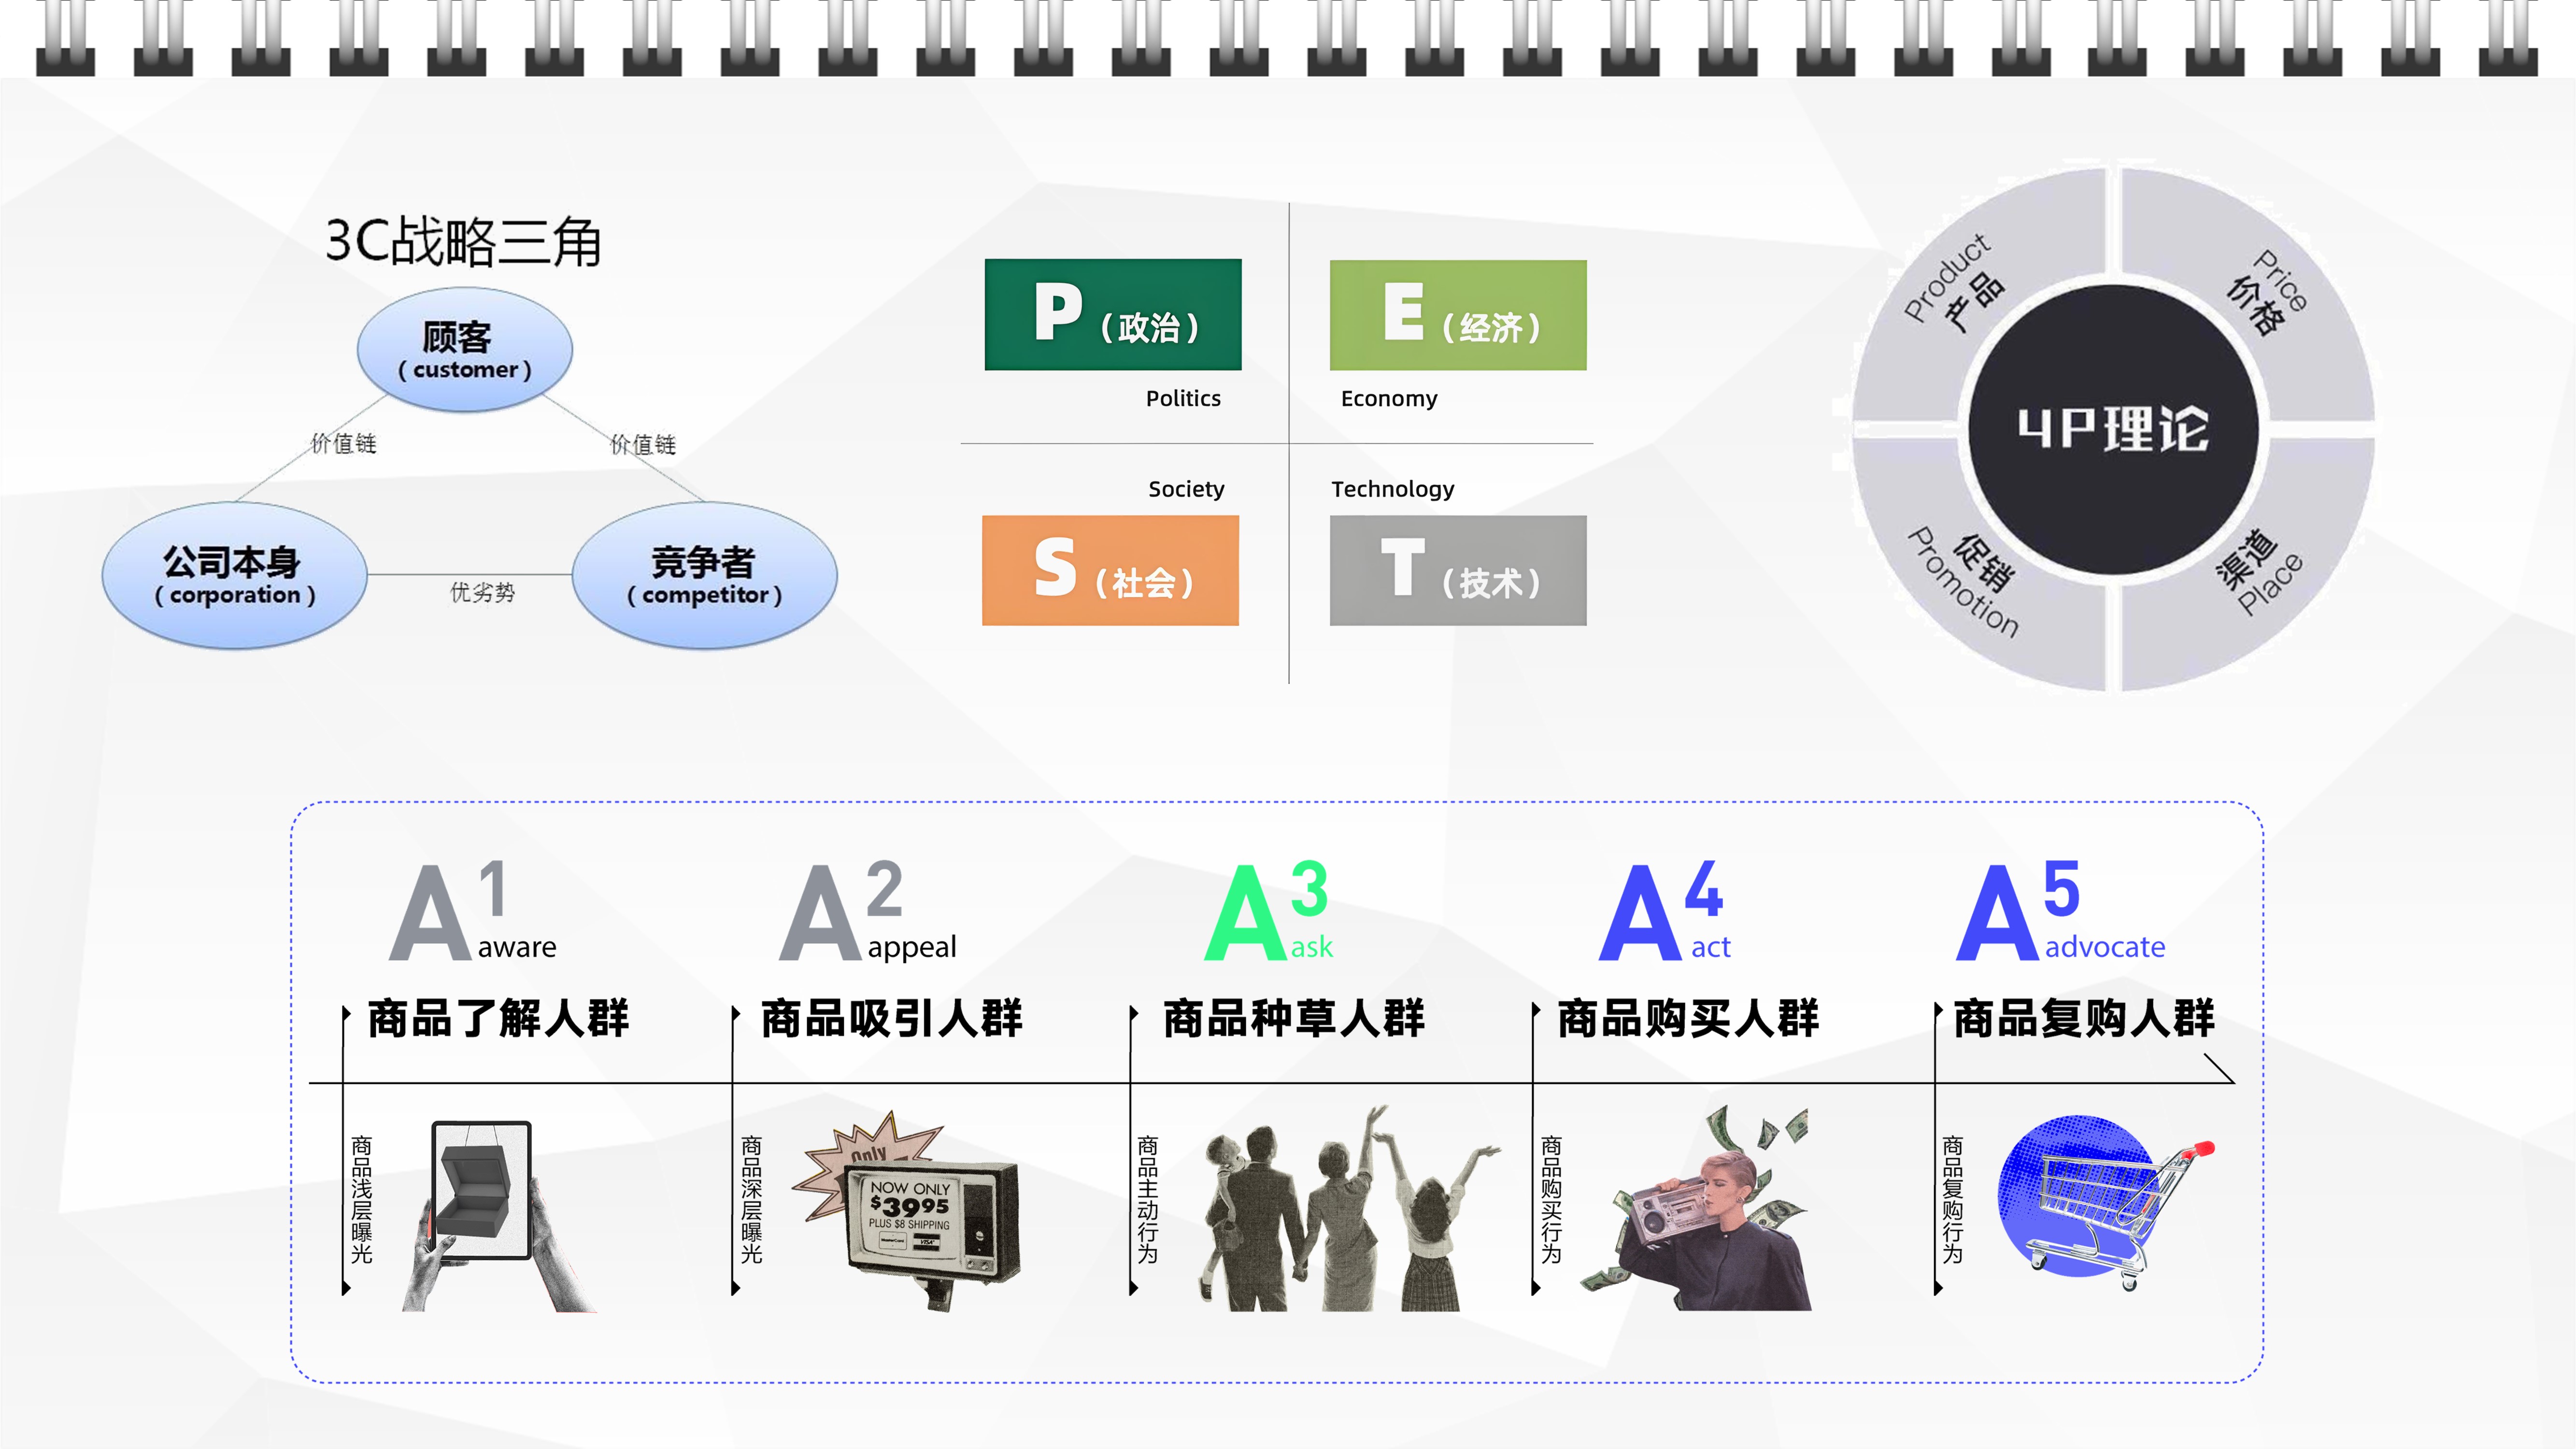 3C战略三角
顾客
（customer）
价值链
价值链
公司本身
（corporation）
优劣势
竞争者
（competitor）
P（政治）
Politics
E（经济）
Economy
Society
S（社会）
Technology
T（技术）
Product
产品
Price
价格
4P理论
促销
Promotion
渠道
Place
A1
aware
商品了解人群
商品浅层曝光
A2
appeal
商品吸引人群
商品深层曝光
Only
NOW ONLY
$3995
PLUS $8 SHIPPING
MasterCard
VISA
A3
ask
商品种草人群
商品主动行为
A4
act
商品购买人群
商品购买行为
A5
advocate
商品复购人群
商品复购行为